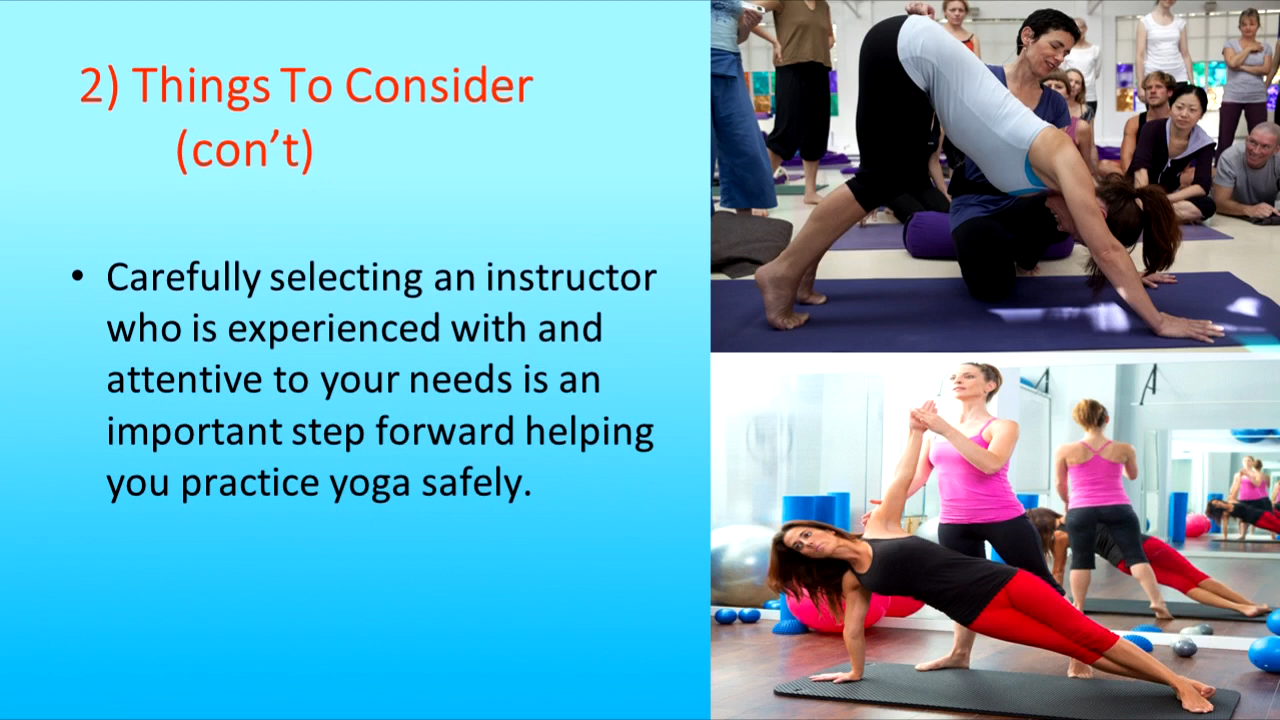 2) Things To Consider
(con’t)
• Carefully selecting an instructor
who is experienced with and
attentive to your needs is an
important step forward helping
you practice yoga safely.